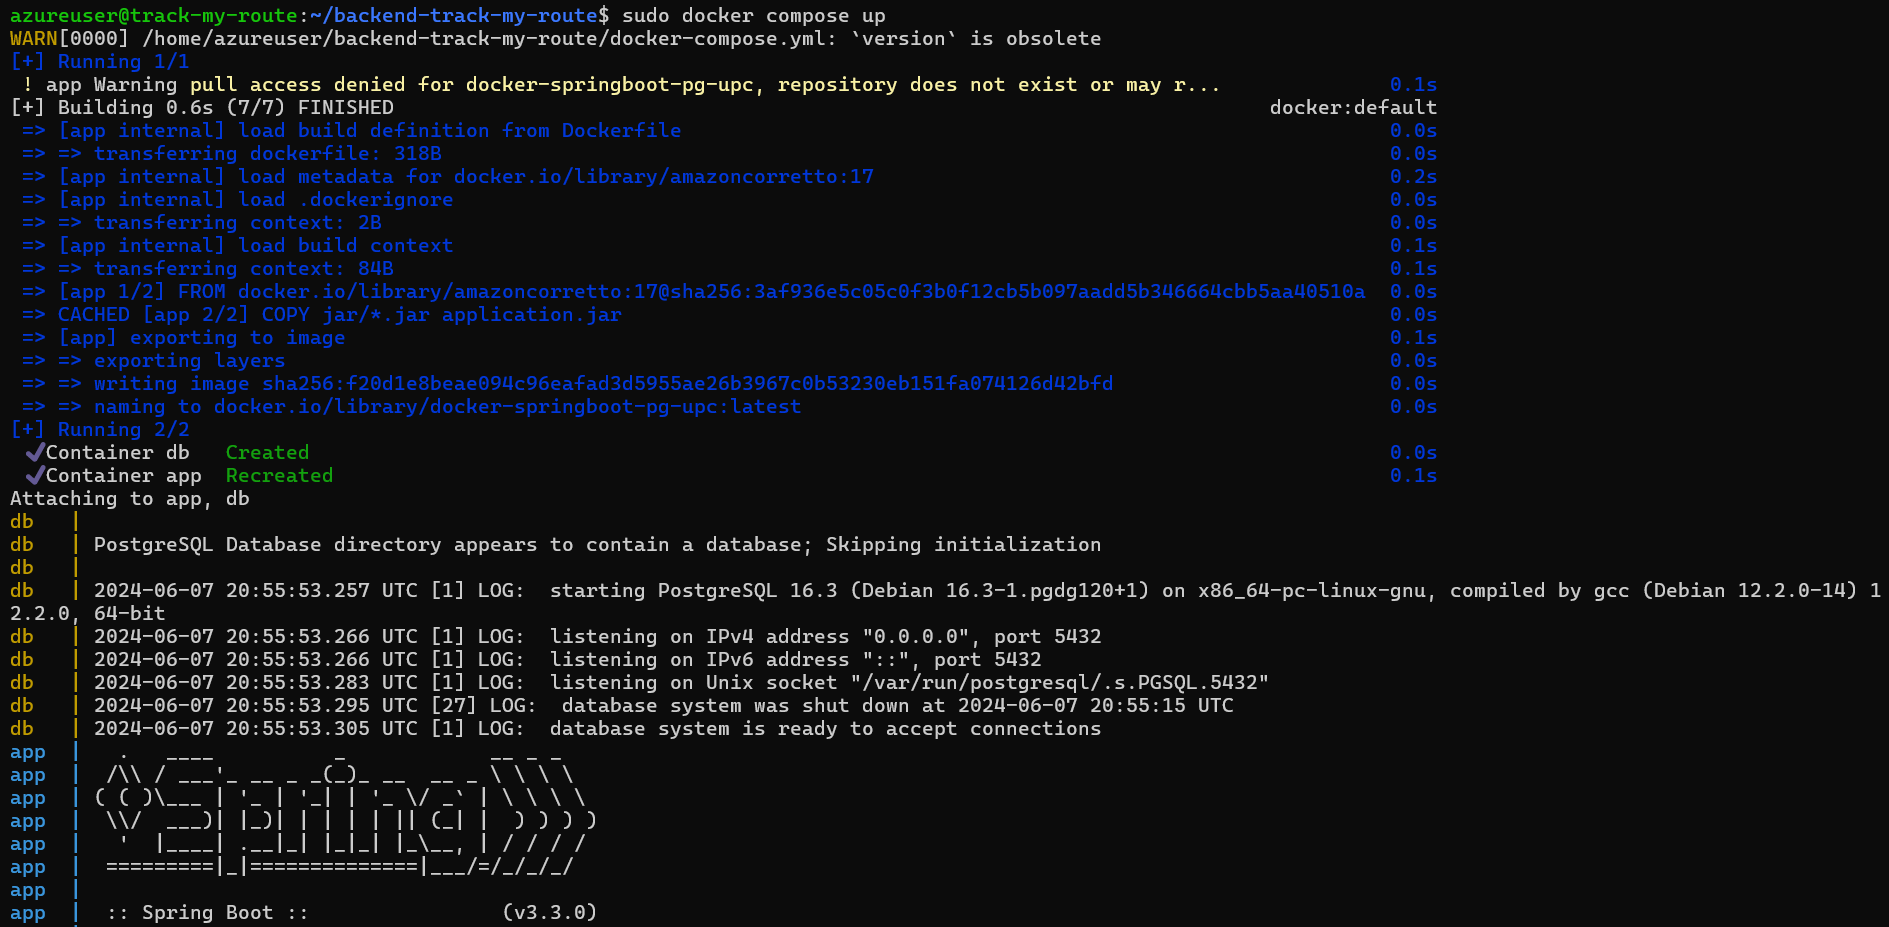 azureuser@track-my-route:~/backend-track-my-route$ sudo docker compose up
WARN[0000] /home/azureuser/backend-track-my-route/docker-compose.yml: `version` is obsolete
[+] Running 1/1
 ! app Warning pull access denied for docker-springboot-pg-upc, repository does not exist or may r...              0.1s
[+] Building 0.6s (7/7) FINISHED                                                                         docker:default
 => [app internal] load build definition from Dockerfile                                                           0.0s
 => => transferring dockerfile: 318B                                                                               0.0s
 => [app internal] load metadata for docker.io/library/amazoncorretto:17                                           0.2s
 => [app internal] load .dockerignore                                                                              0.0s
 => => transferring context: 2B                                                                                    0.0s
 => [app internal] load build context                                                                              0.1s
 => => transferring context: 84B                                                                                   0.1s
 => [app 1/2] FROM docker.io/library/amazoncorretto:17@sha256:3af936e5c05c0f3b0f12cb5b097aadd5b346664cbb5aa40510a  0.0s
 => CACHED [app 2/2] COPY jar/*.jar application.jar                                                                0.0s
 => [app] exporting to image                                                                                       0.1s
 => => exporting layers                                                                                            0.0s
 => => writing image sha256:f20d1e8beae094c96eafad3d5955ae26b3967c0b53230eb151fa074126d42bfd                       0.0s
 => => naming to docker.io/library/docker-springboot-pg-upc:latest                                                 0.0s
[+] Running 2/2
 ✔Container db   Created                                                                                           0.0s
 ✔Container app  Recreated                                                                                         0.1s
Attaching to app, db
db   |
db   | PostgreSQL Database directory appears to contain a database; Skipping initialization
db   |
db   | 2024-06-07 20:55:53.257 UTC [1] LOG:  starting PostgreSQL 16.3 (Debian 16.3-1.pgdg120+1) on x86_64-pc-linux-gnu, compiled by gcc (Debian 12.2.0-14) 1
2.2.0, 64-bit
db   | 2024-06-07 20:55:53.266 UTC [1] LOG:  listening on IPv4 address "0.0.0.0", port 5432
db   | 2024-06-07 20:55:53.266 UTC [1] LOG:  listening on IPv6 address "::", port 5432
db   | 2024-06-07 20:55:53.283 UTC [1] LOG:  listening on Unix socket "/var/run/postgresql/.s.PGSQL.5432"
db   | 2024-06-07 20:55:53.295 UTC [27] LOG:  database system was shut down at 2024-06-07 20:55:15 UTC
db   | 2024-06-07 20:55:53.305 UTC [1] LOG:  database system is ready to accept connections
app  |   .   ____          _            __ _ _
app  |  /\\ / ___'_ __ _ _(_)_ __  __ _ \ \ \ \
app  | ( ( )\___ | '_ | '_| | '_ \/ _` | \ \ \ \
app  |  \\/  ___)| |_)| | | | | || (_| |  ) ) ) )
app  |   '  |____| .__|_| |_|_| |_\__, | / / / /
app  |  =========|_|==============|___/=/_/_/_/
app  |
app  |  :: Spring Boot ::                (v3.3.0)